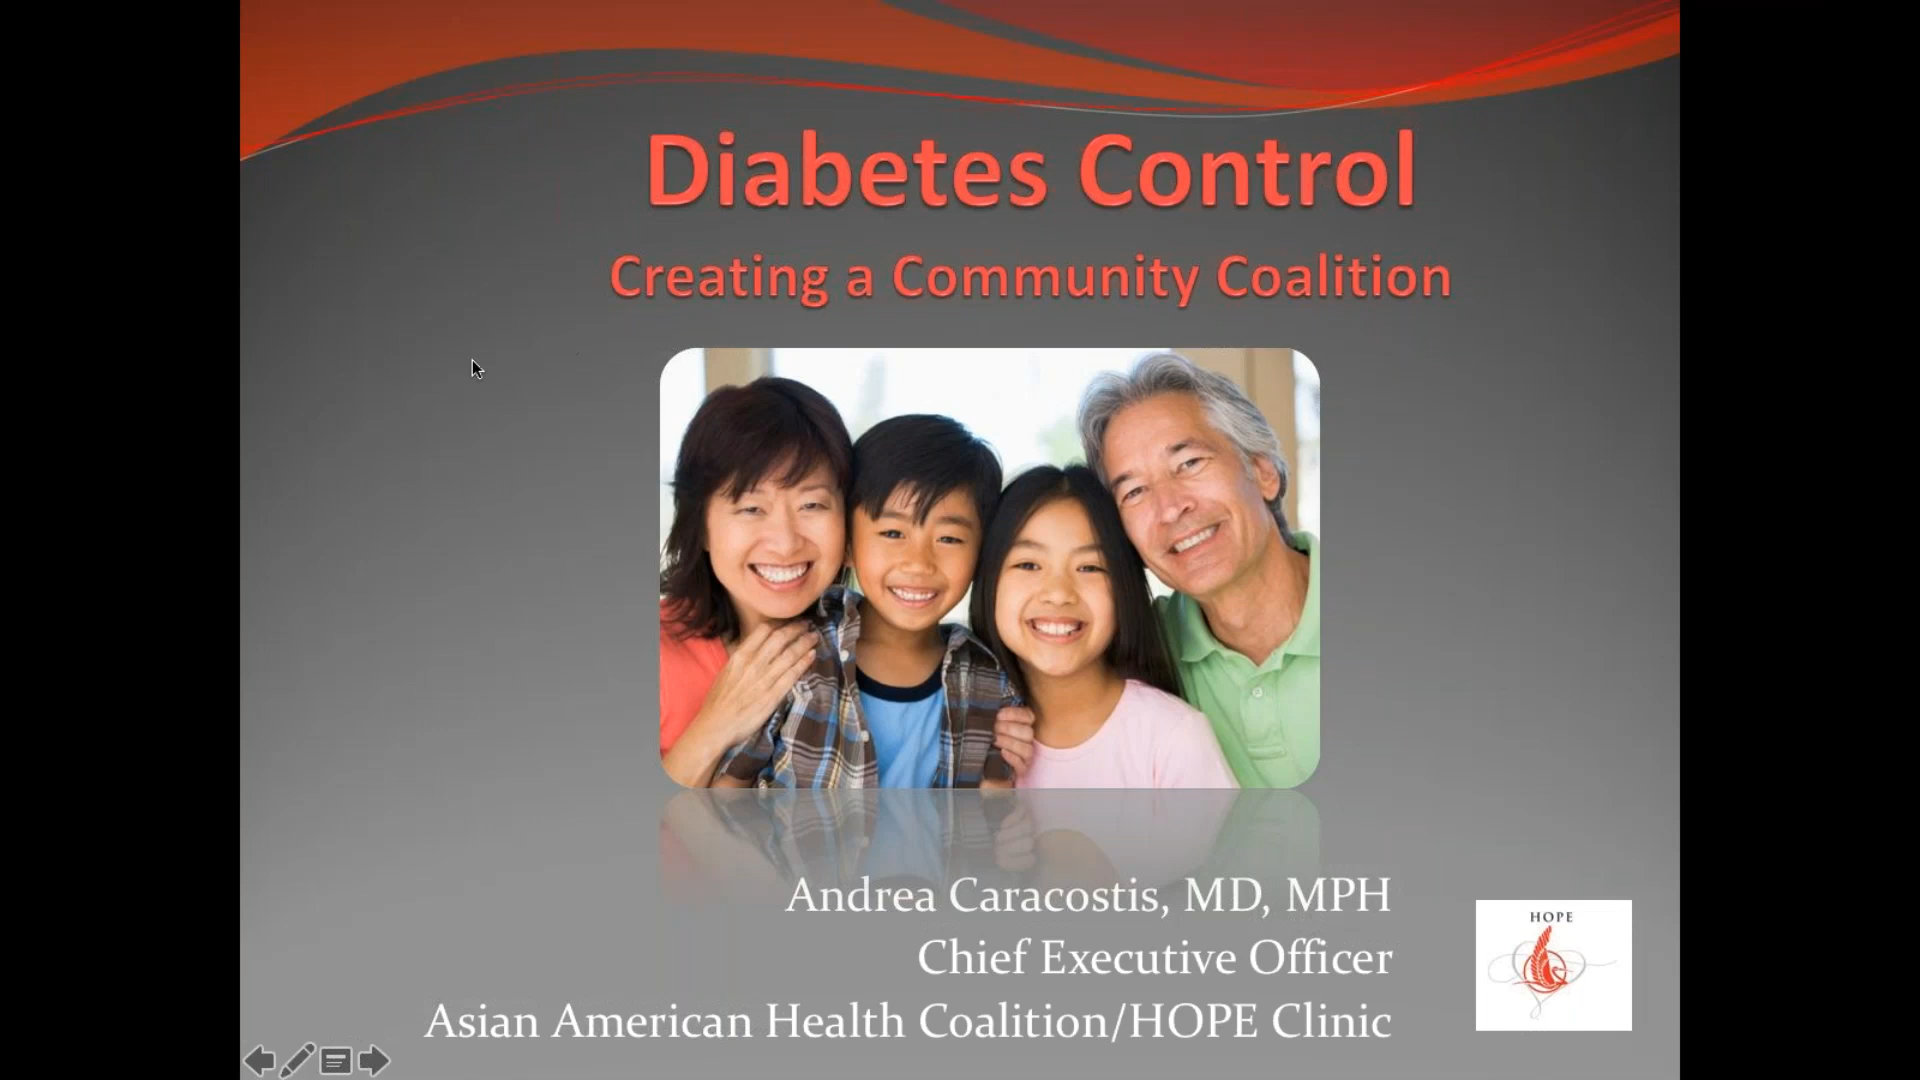 Diabetes Control
Creating a Community Coalition
Andrea Caracostis, MD, MPH
Chief Executive Officer
Asian American Health Coalition/HOPE Clinic
HOPE